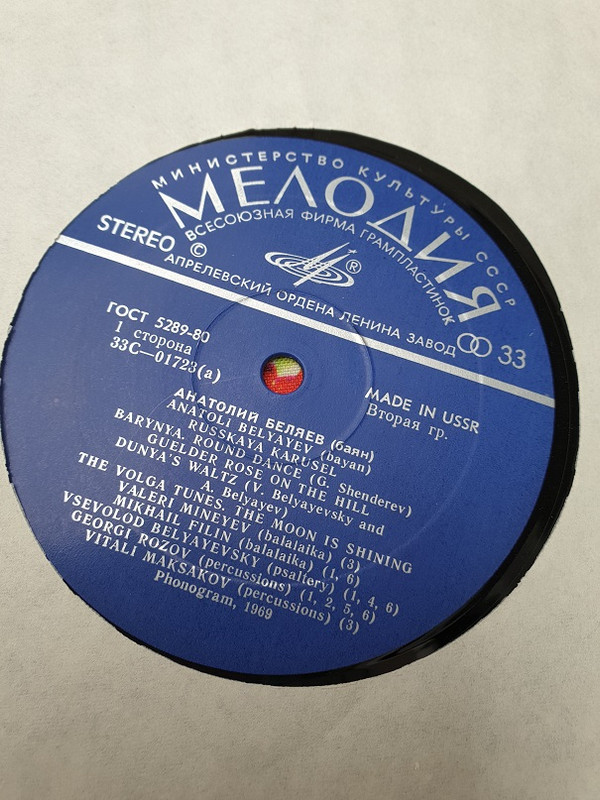 МИНИСТЕРСТВО КУЛЬТУРЫ СССР
МЕЛОДИЯ
ВСЕСОЮЗНАЯ ФИРМА ГРАМПЛАСТИНОК
STEREO ©
®
АПРЕЛЕВСКИЙ ОРДЕНА ЛЕНИНА ЗАВОД
33
ГОСТ 5289-80
1 сторона
33С—01723(а)
MADE IN USSR
Вторая гр.
АНАТОЛИЙ БЕЛЯЕВ (баян)
ANATOLI BELYAYEV (bayan)
RUSSKAYA KARUSEL
BARYNYA, ROUND DANCE (G. Shenderev)
GUELDER ROSE ON THE HILL
DUNYA'S WALTZ (V. Belyayevsky and
A. Belyayev)
THE VOLGA TUNES, THE MOON IS SHINING
VALERI MINEYEV (balalaika) (3)
MIKHAIL FILIN (balalaika) (1, 6)
VSEVOLOD BELYAYEVSKY (psaltery) (1, 4, 6)
GEORGI ROZOV (percussions) (1, 2, 5, 6)
VITALI MAKSAKOV (percussions) (3)
Phonogram, 1969